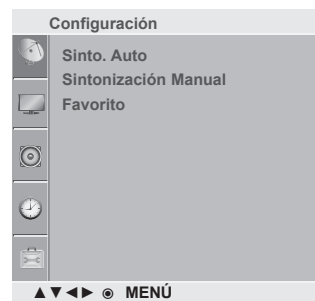 Configuración
Sinto. Auto
Sintonización Manual
Favorito
▲▼◄► ◉ MENÚ